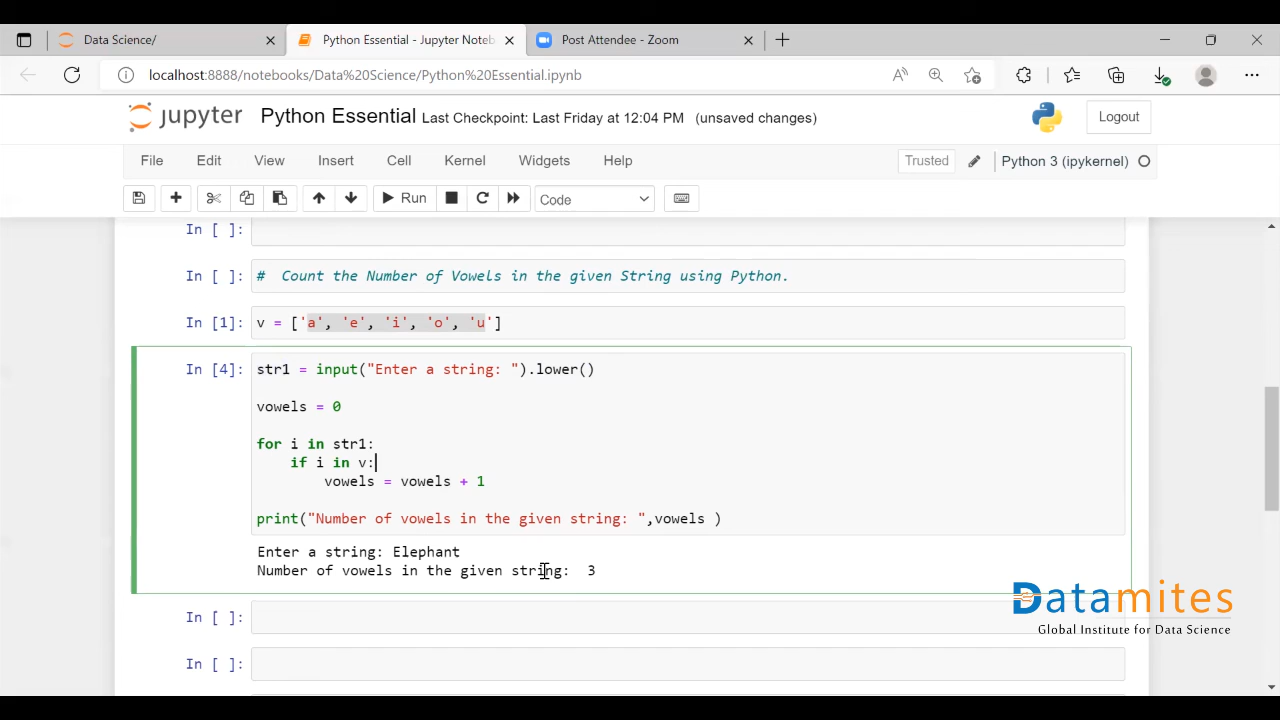 Data Science/
Python Essential - Jupyter Noteb
Post Attendee - Zoom
localhost:8888/notebooks/Data%20Science/Python%20Essential.ipynb
jupyter Python Essential Last Checkpoint: Last Friday at 12:04 PM (unsaved changes)
Logout
File Edit View Insert Cell Kernel Widgets Help
Trusted
Python 3 (ipykernel)
Run
Code
In [ ]:
In [ ]: # Count the Number of Vowels in the given String using Python.
In [1]: v = ['a', 'e', 'i', 'o', 'u']
In [4]: str1 = input("Enter a string: ").lower()
vowels = 0
for i in str1:
if i in v:
vowels = vowels + 1
print("Number of vowels in the given string: ",vowels )
Enter a string: Elephant
Number of vowels in the given string:  3
In [ ]:
In [ ]:
Datamites
Global Institute for Data Science